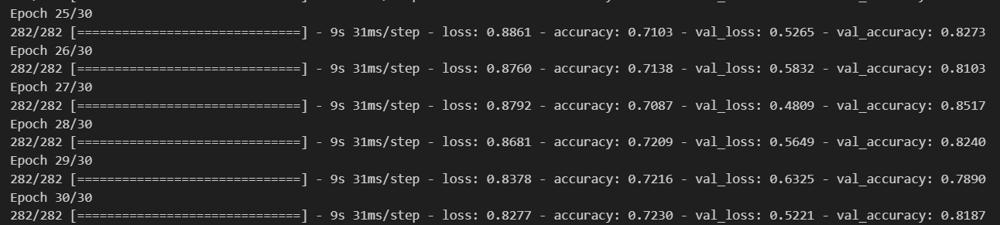 Epoch 25/30
282/282 [==============================] - 9s 31ms/step - loss: 0.8861 - accuracy: 0.7103 - val_loss: 0.5265 - val_accuracy: 0.8273
Epoch 26/30
282/282 [==============================] - 9s 31ms/step - loss: 0.8760 - accuracy: 0.7138 - val_loss: 0.5832 - val_accuracy: 0.8103
Epoch 27/30
282/282 [==============================] - 9s 31ms/step - loss: 0.8792 - accuracy: 0.7087 - val_loss: 0.4809 - val_accuracy: 0.8517
Epoch 28/30
282/282 [==============================] - 9s 31ms/step - loss: 0.8681 - accuracy: 0.7209 - val_loss: 0.5649 - val_accuracy: 0.8240
Epoch 29/30
282/282 [==============================] - 9s 31ms/step - loss: 0.8378 - accuracy: 0.7216 - val_loss: 0.6325 - val_accuracy: 0.7890
Epoch 30/30
282/282 [==============================] - 9s 31ms/step - loss: 0.8277 - accuracy: 0.7230 - val_loss: 0.5221 - val_accuracy: 0.8187